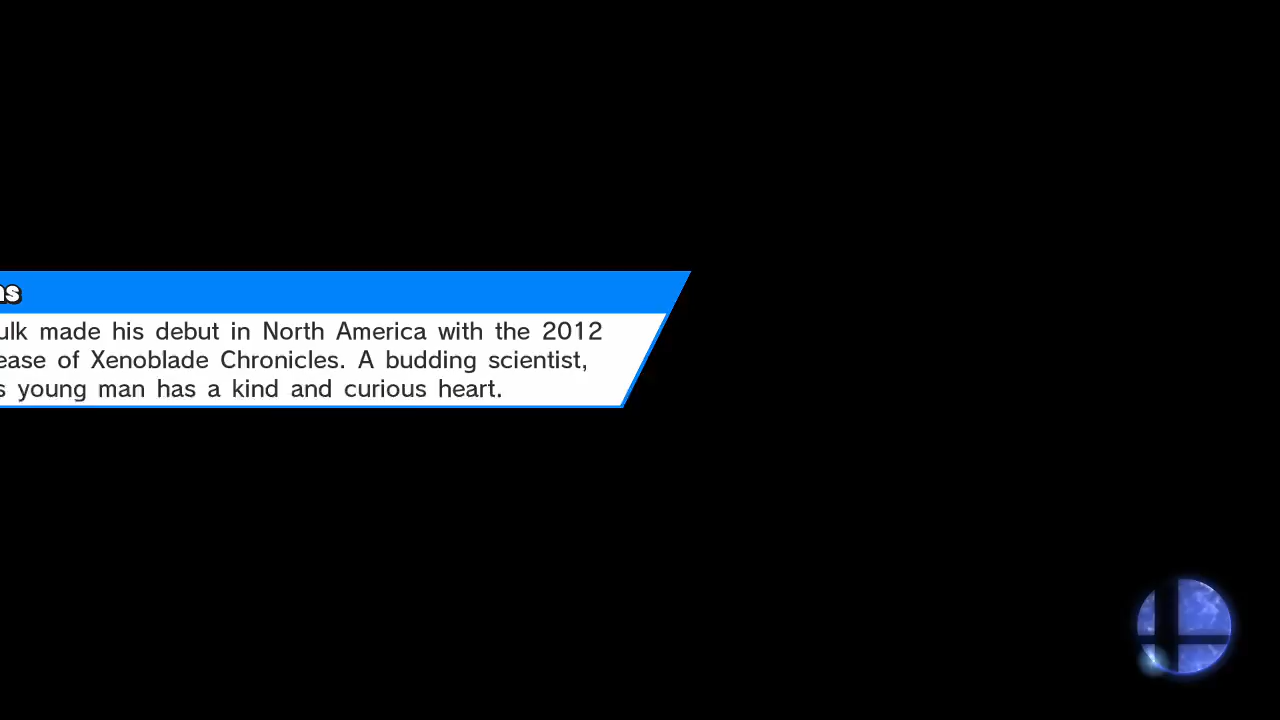 ns
ulk made his debut in North America with the 2012
ease of Xenoblade Chronicles. A budding scientist,
s young man has a kind and curious heart.